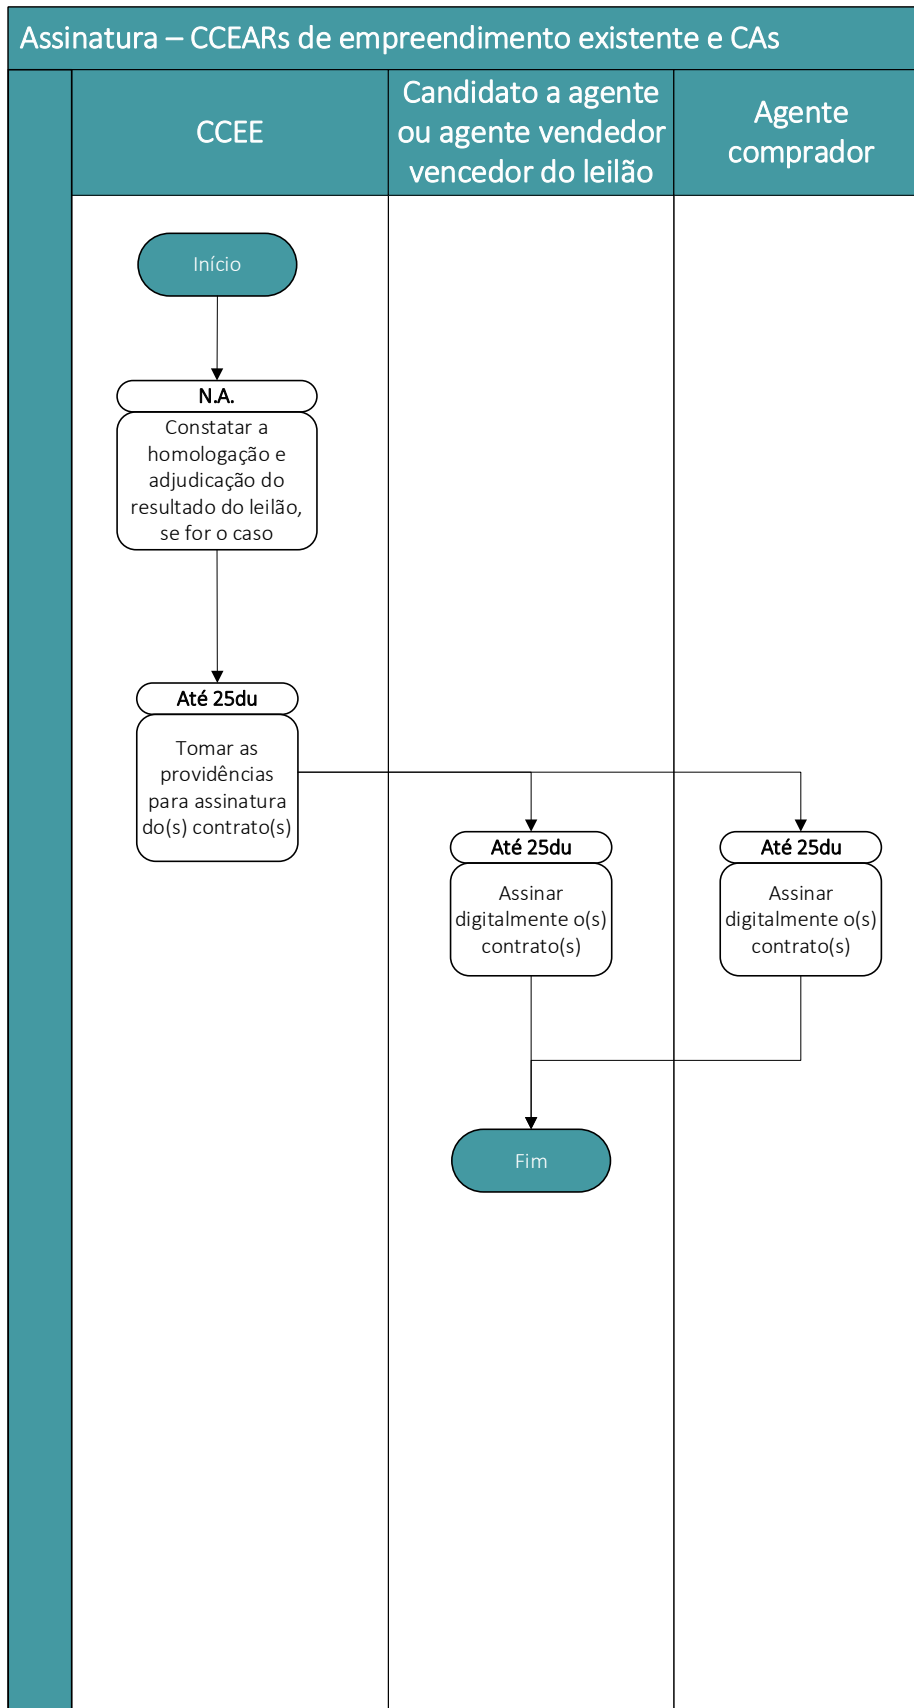 Assinatura – CCEARs de empreendimento existente e CAs
CCEE
Candidato a agente
ou agente vendedor
vencedor do leilão
Agente
comprador
Início
N.A.
Constatar a
homologação e
adjudicação do
resultado do leilão,
se for o caso
Até 25du
Tomar as
providências
para assinatura
do(s) contrato(s)
Até 25du
Assinar
digitalmente o(s)
contrato(s)
Até 25du
Assinar
digitalmente o(s)
contrato(s)
Fim